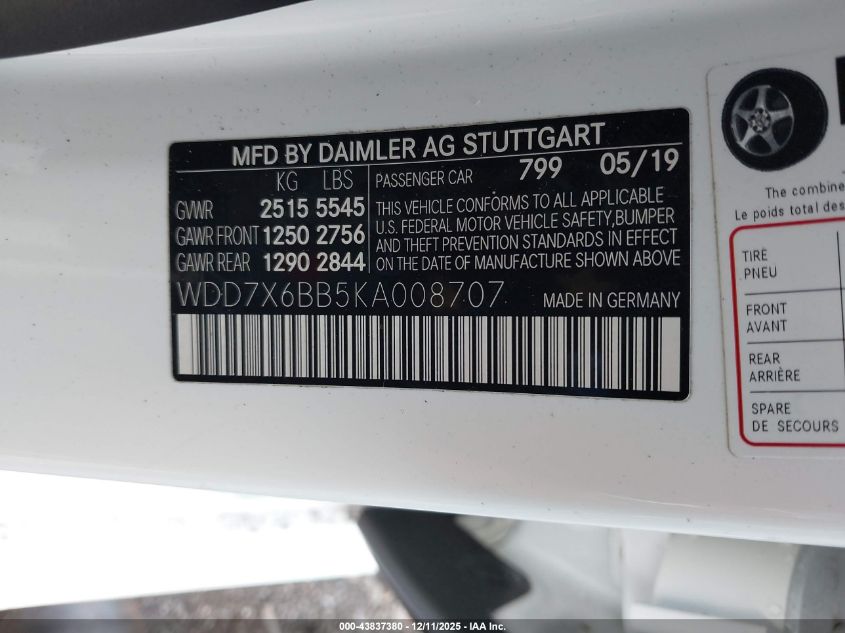 MFD BY DAIMLER AG STUTTGART
KG LBS
GVWR 2515 5545
GAWR FRONT 1250 2756
GAWR REAR 1290 2844
PASSENGER CAR 799 05/19
THIS VEHICLE CONFORMS TO ALL APPLICABLE
U.S. FEDERAL MOTOR VEHICLE SAFETY,BUMPER
AND THEFT PREVENTION STANDARDS IN EFFECT
ON THE DATE OF MANUFACTURE SHOWN ABOVE
WDD7X6BB5KA008707 MADE IN GERMANY
The combine
Le poids total des
TIRE
PNEU
FRONT
AVANT
REAR
ARRIÈRE
SPARE
DE SECOURS
000-43837380 - 12/11/2025 - IAA Inc.